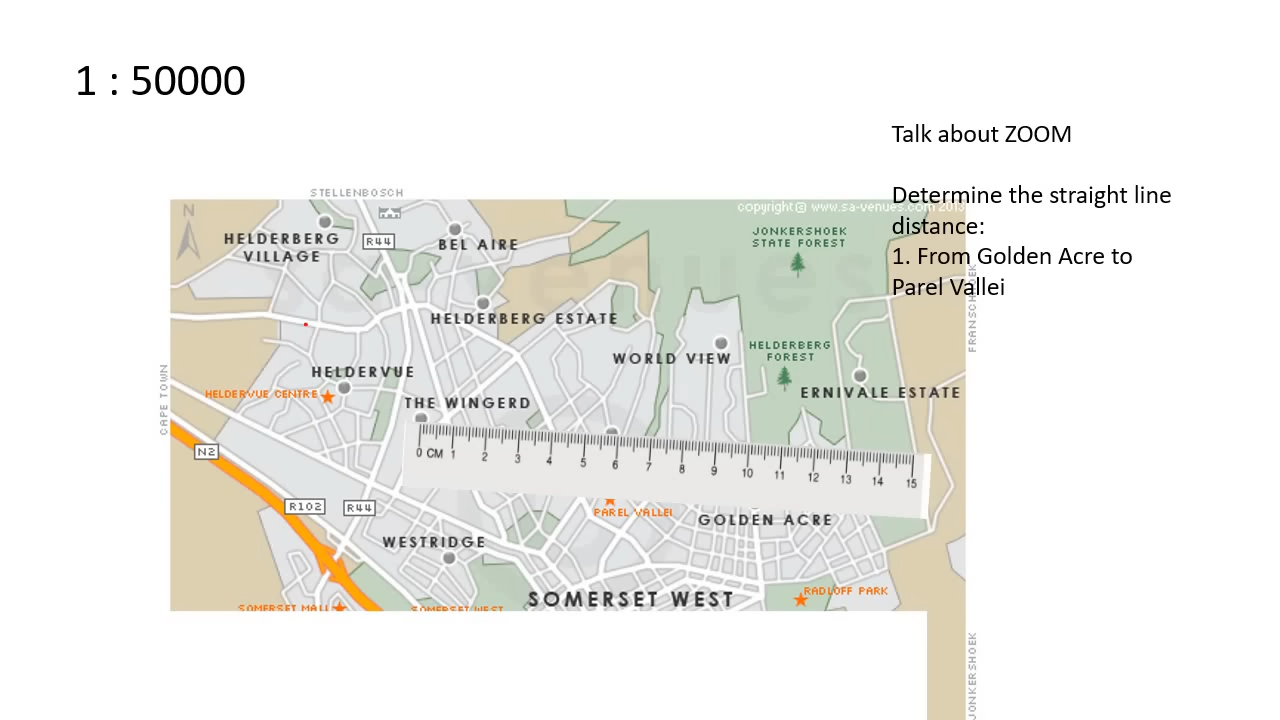 1 : 50000
Talk about ZOOM
Determine the straight line
distance:
1. From Golden Acre to
Parel Vallei
STELLENBOSCH
copyright@ www.sa-venues.com 2013
N
HELDERBERG
VILLAGE
R44
BEL AIRE
JONKERSHOEK
STATE FOREST
HELDERBERG ESTATE
FRANSCHHOEK
WORLD VIEW
HELDERBERG
FOREST
HELDERVUE
HELDERVUE CENTRE
ERNIVALE ESTATE
CAPE TOWN
THE WINGERD
N2
0 CM 1 2 3 4 5 6 7 8 9 10 11 12 13 14 15
R102
R44
PAREL VALLEI
GOLDEN ACRE
WESTRIDGE
SOMERSET WEST
RADLOFF PARK
SOMERSET MALL
SOMERSET WEST
JONKERSHOEK